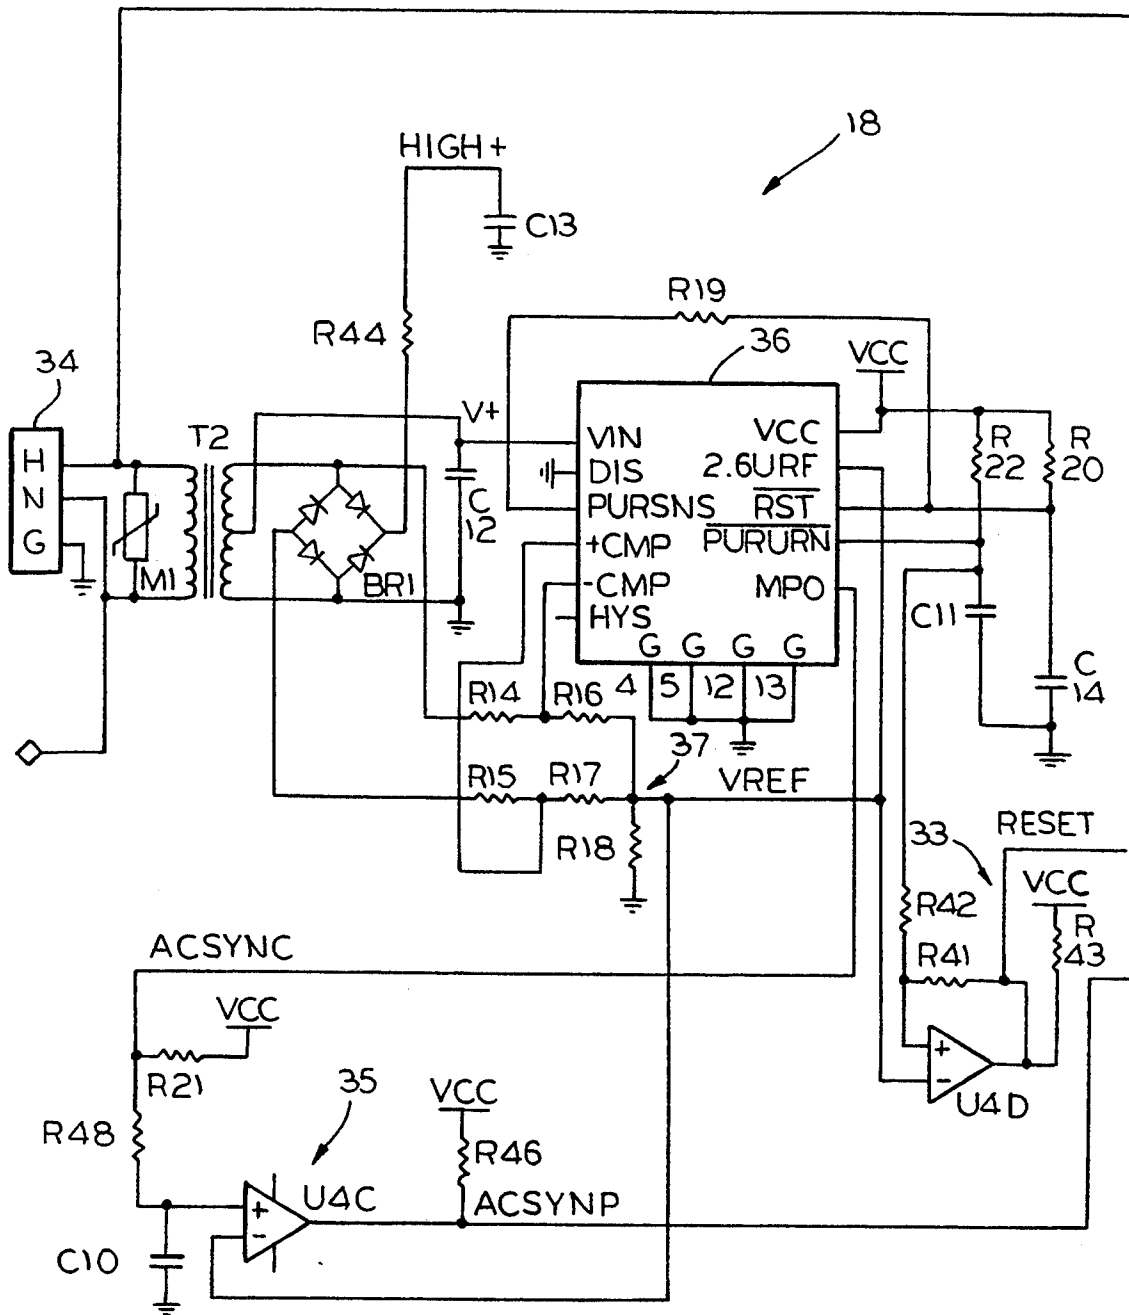 18
HIGH+
C13
R19
R44
36
VCC
34
V+
T2
H
N
G
M1
BR1
C
12
VIN
DIS
PURSNS
+CMP
-CMP
HYS
VCC
2.6URF
RST
PURURN
MPO
G G G G
4 5 12 13
R
22
R
20
C11
C
14
R14
R16
37
R15
R17
VREF
R18
33
RESET
VCC
R42
R
43
R41
ACSYNC
VCC
R21
+
-
U4D
35
VCC
R48
R46
U4C
ACSYNP
+
-
C10